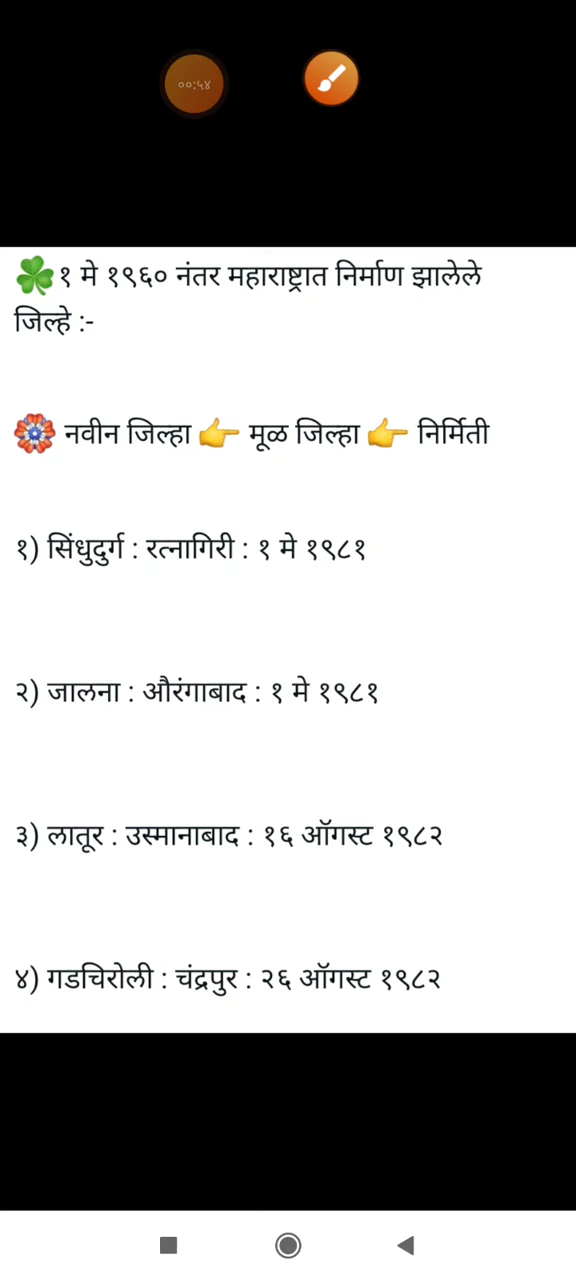 ००:५४
☘️१ मे १९६० नंतर महाराष्ट्रात निर्माण झालेले
जिल्हे :-
🏵️ नवीन जिल्हा 👉 मूळ जिल्हा 👉 निर्मिती
१) सिंधुदुर्ग : रत्नागिरी : १ मे १९८१
२) जालना : औरंगाबाद : १ मे १९८१
३) लातूर : उस्मानाबाद : १६ ऑगस्ट १९८२
४) गडचिरोली : चंद्रपुर : २६ ऑगस्ट १९८२